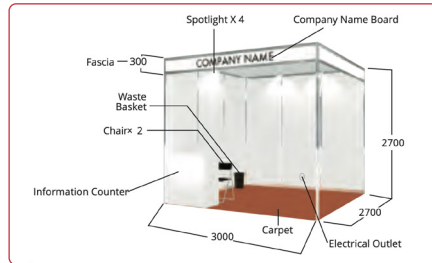 Spotlight X 4
Company Name Board
Fascia
300
COMPANY NAME
Waste
Basket
Chair× 2
2700
Information Counter
2700
3000
Carpet
Electrical Outlet